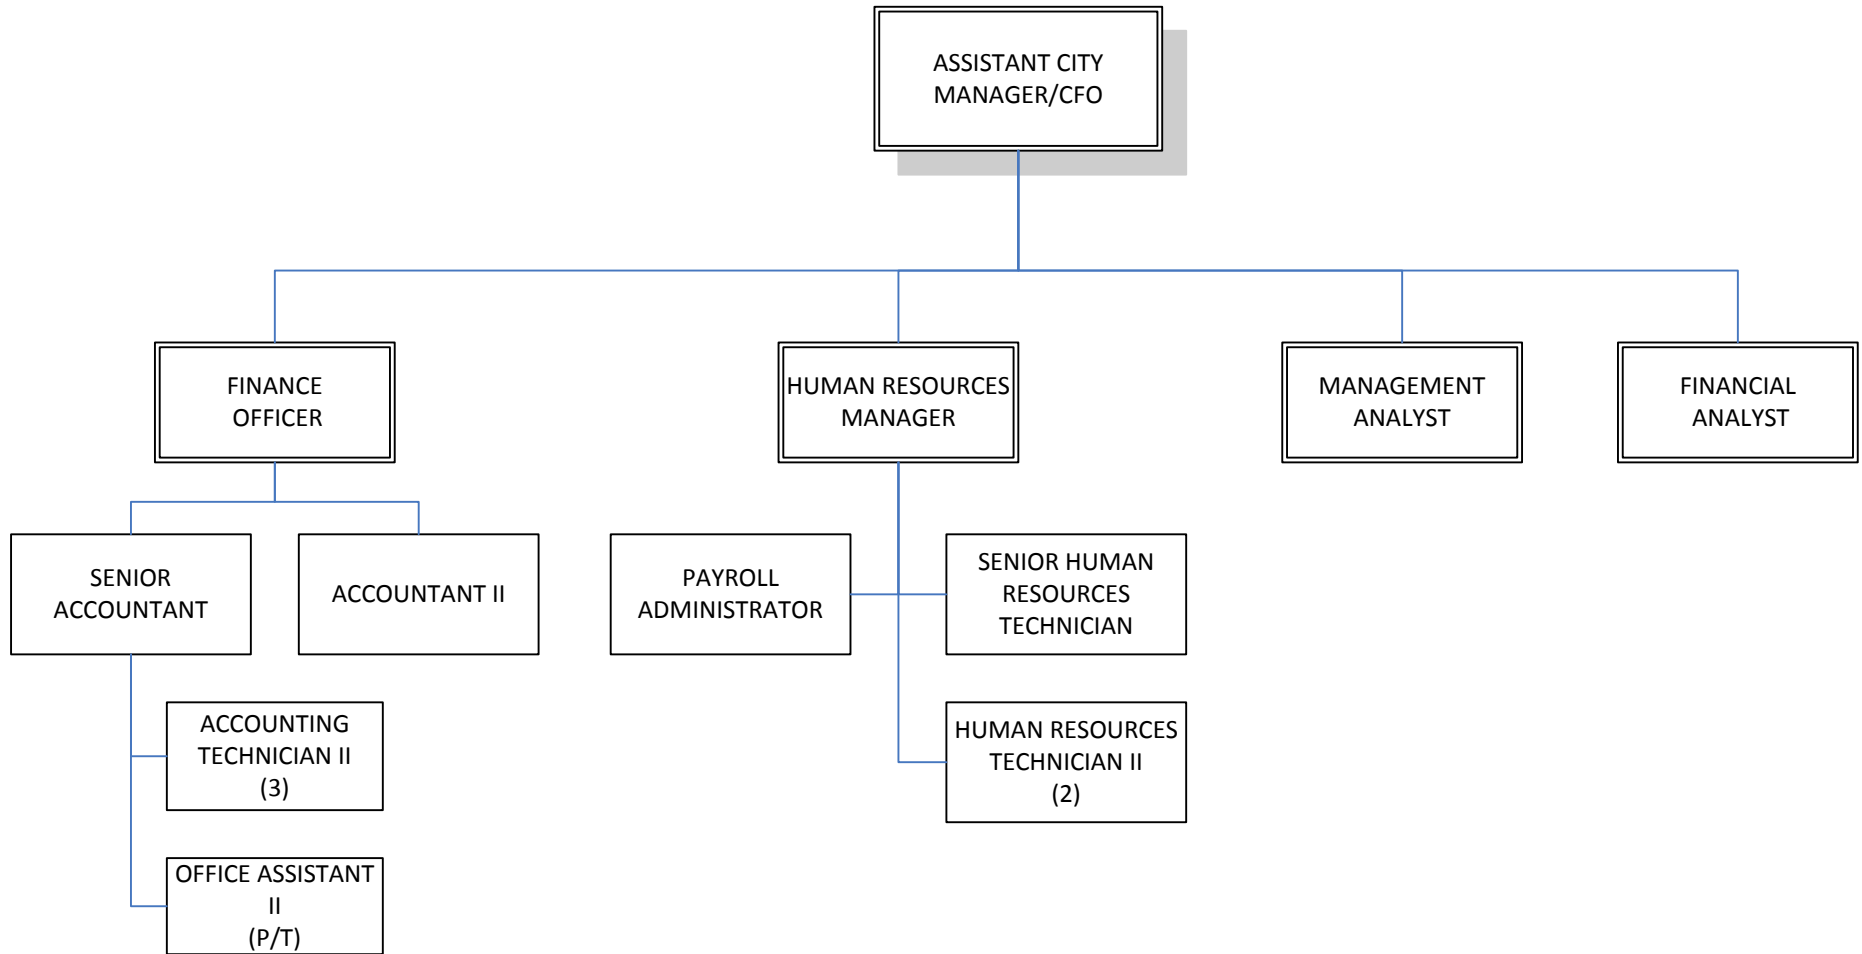 ASSISTANT CITY
MANAGER/CFO
FINANCE
OFFICER
HUMAN RESOURCES
MANAGER
MANAGEMENT
ANALYST
FINANCIAL
ANALYST
SENIOR
ACCOUNTANT
ACCOUNTANT II
PAYROLL
ADMINISTRATOR
SENIOR HUMAN
RESOURCES
TECHNICIAN
ACCOUNTING
TECHNICIAN II
(3)
HUMAN RESOURCES
TECHNICIAN II
(2)
OFFICE ASSISTANT
II
(P/T)